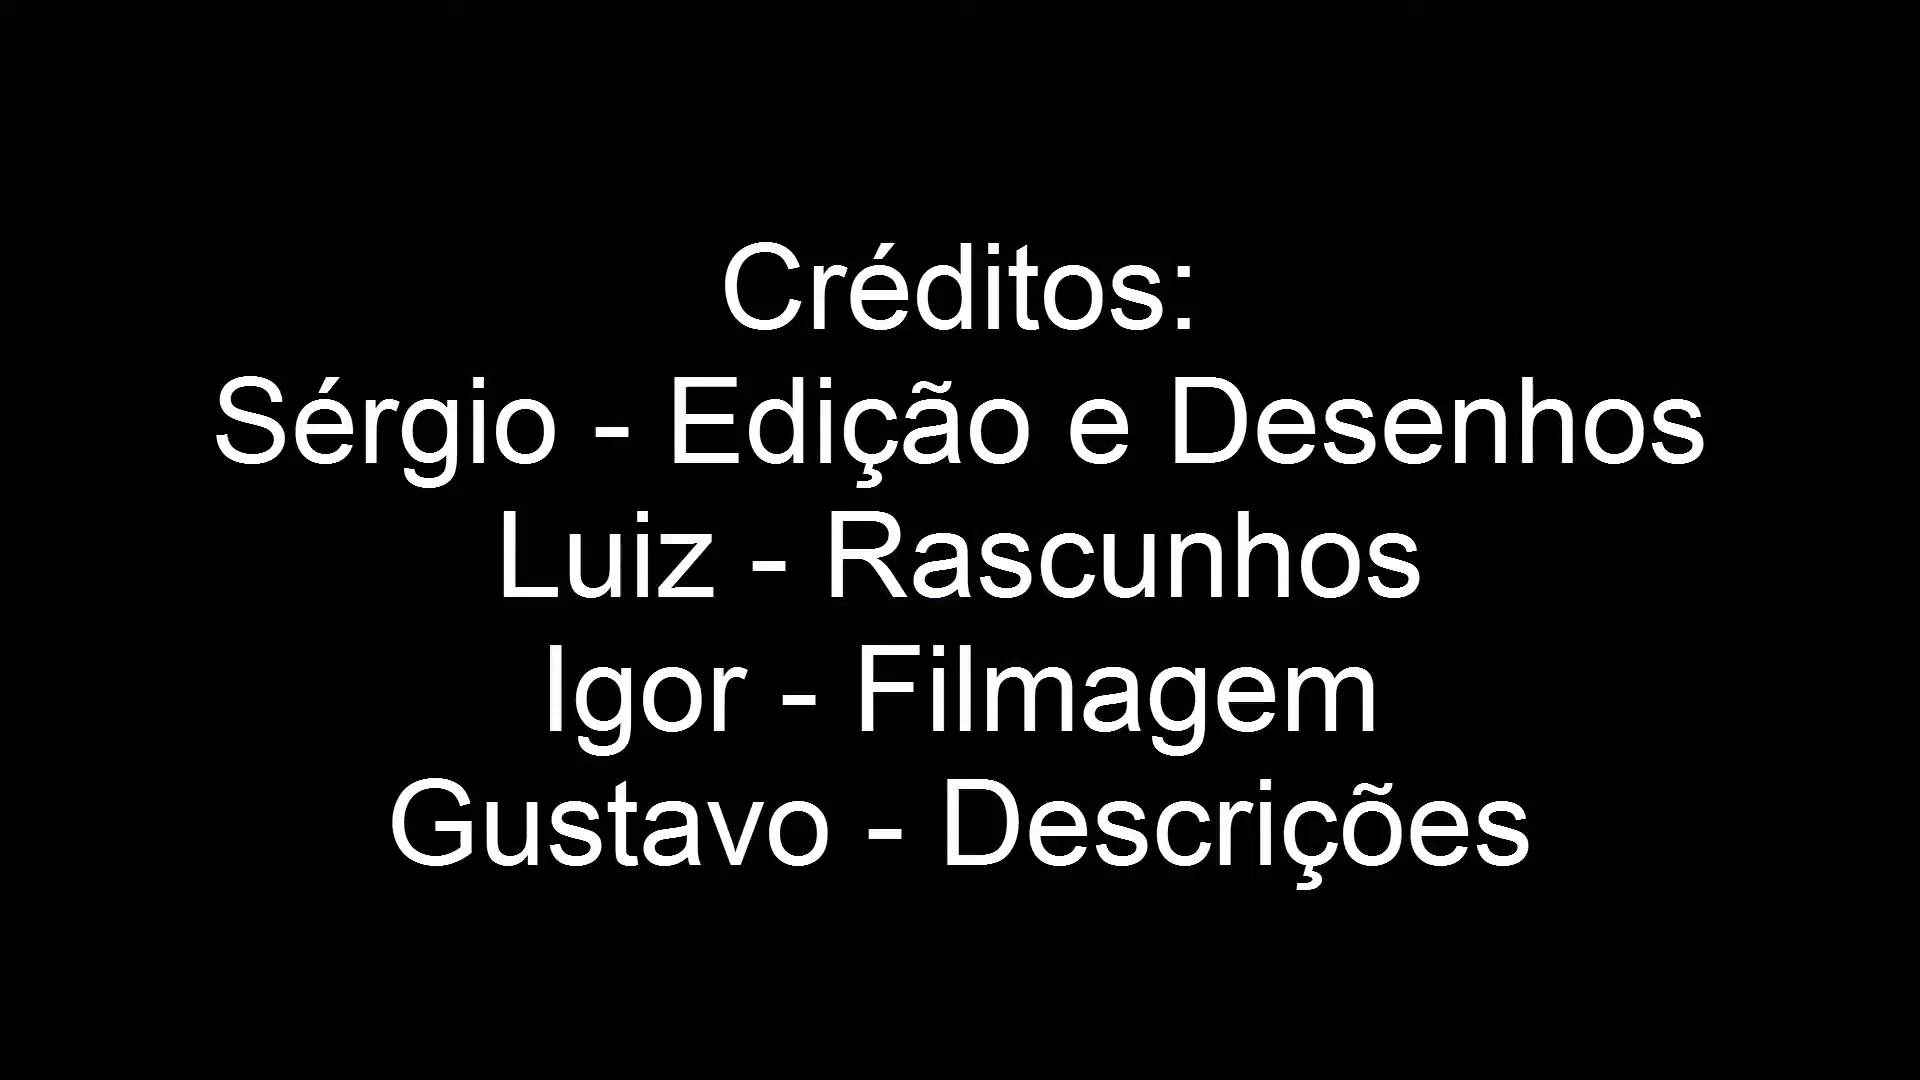 Créditos:
Sérgio - Edição e Desenhos
Luiz - Rascunhos
Igor - Filmagem
Gustavo - Descrições